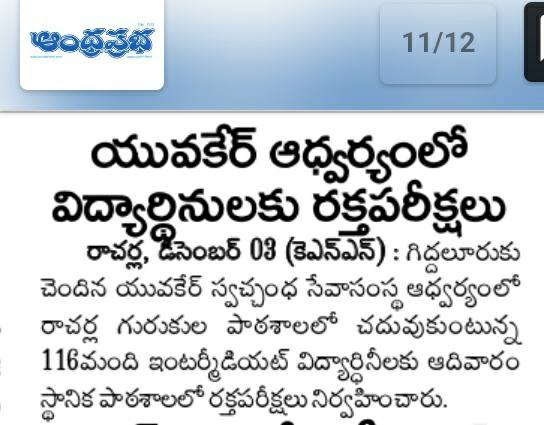 ఆంధ్రప్రభ
11/12
యువకేర్ ఆధ్వర్యంలో
విద్యార్థినులకు రక్తపరీక్షలు
రాచర్ల, డిసెంబర్ 03 (కెఎన్ఎన్) : గిద్దలూరుకు
చెందిన యువకేర్ స్వచ్ఛంధ సేవాసంస్థ ఆధ్వర్యంలో
రాచర్ల గురుకుల పాఠశాలలో చదువుకుంటున్న
116మంది ఇంటర్మీడియట్ విద్యార్థినీలకు ఆదివారం
స్థానిక పాఠశాలలో రక్తపరీక్షలు నిర్వహించారు.